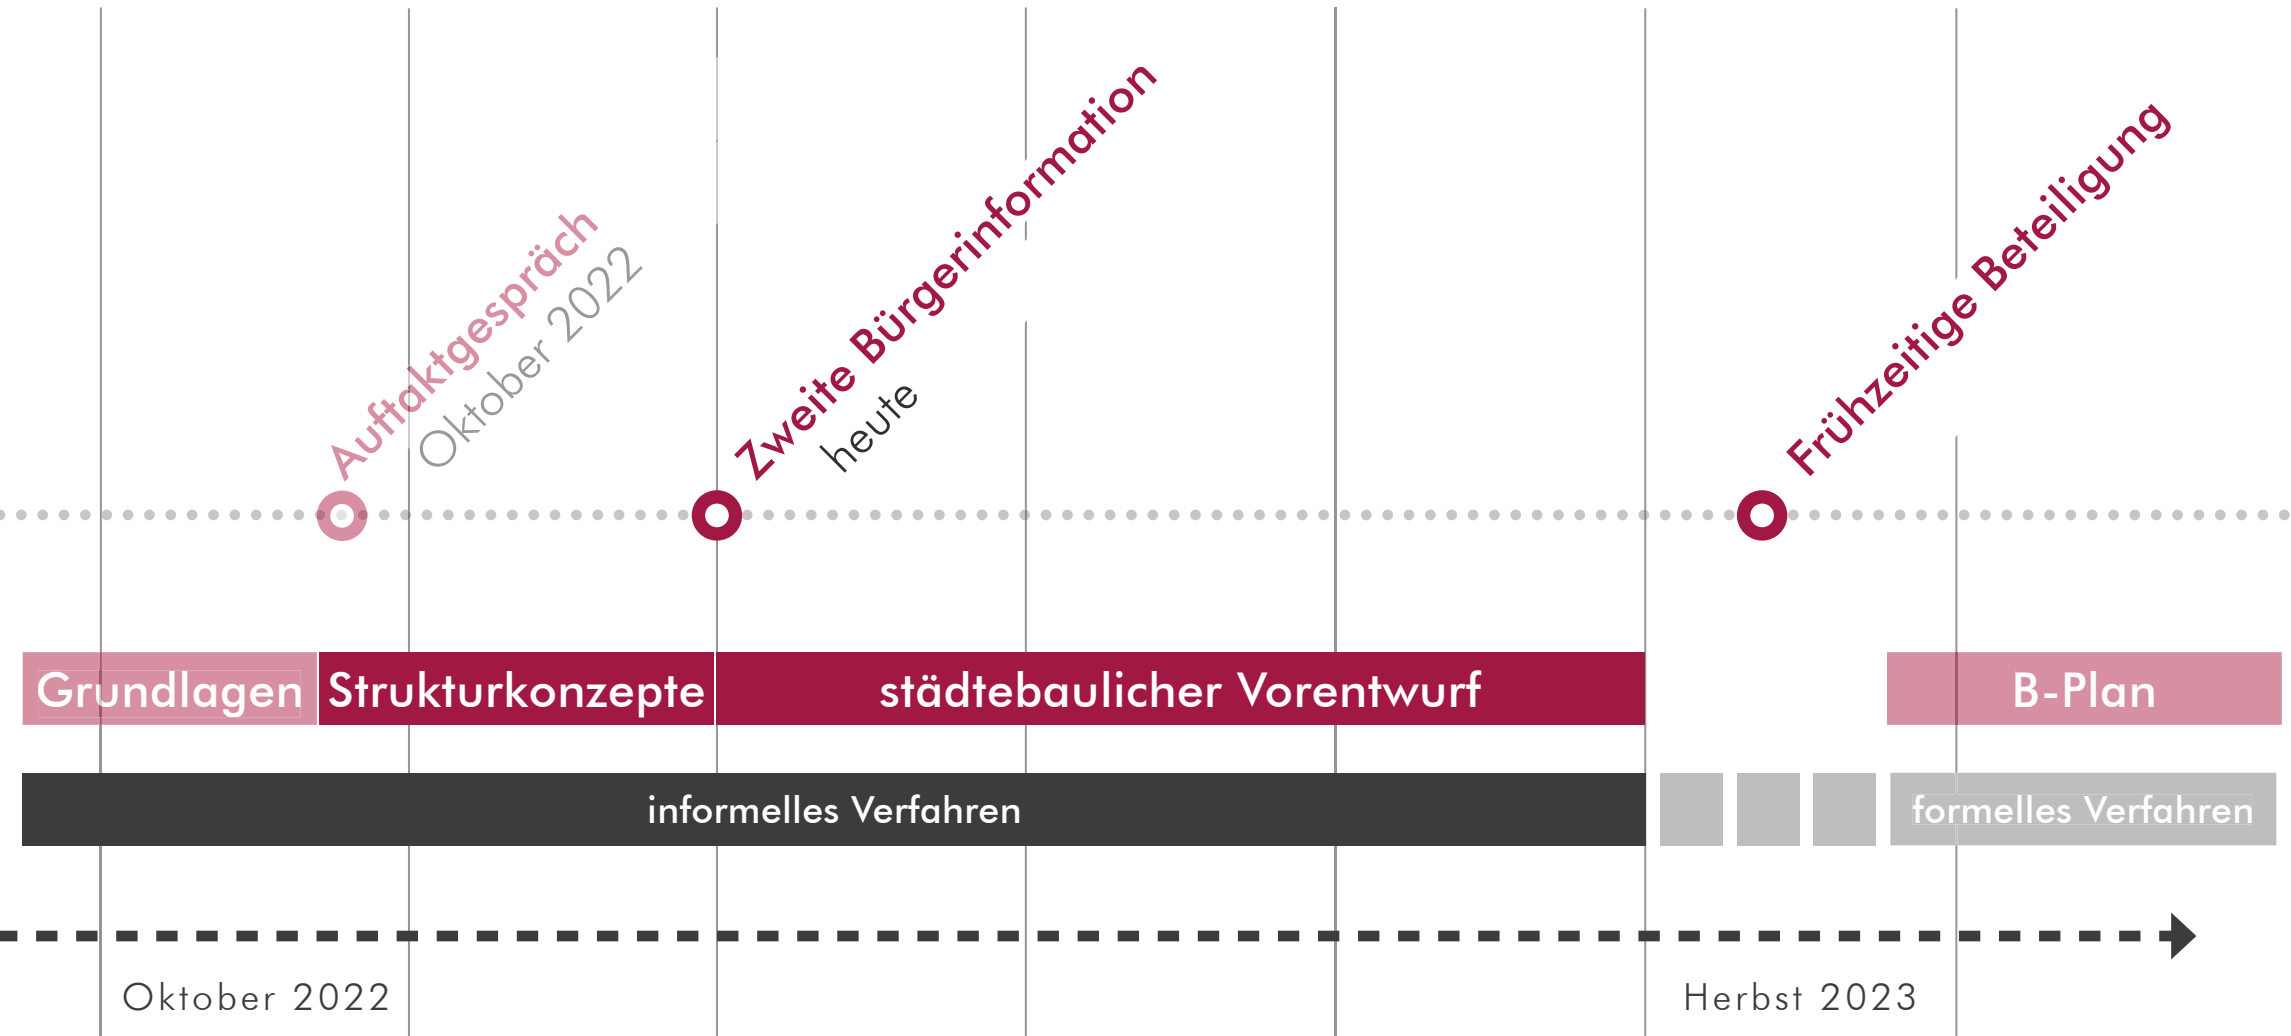 Auftaktgespräch
Oktober 2022
Zweite Bürgerinformation
heute
Frühzeitige Beteiligung
Grundlagen
Strukturkonzepte
städtebaulicher Vorentwurf
B-Plan
informelles Verfahren
formelles Verfahren
Oktober 2022
Herbst 2023